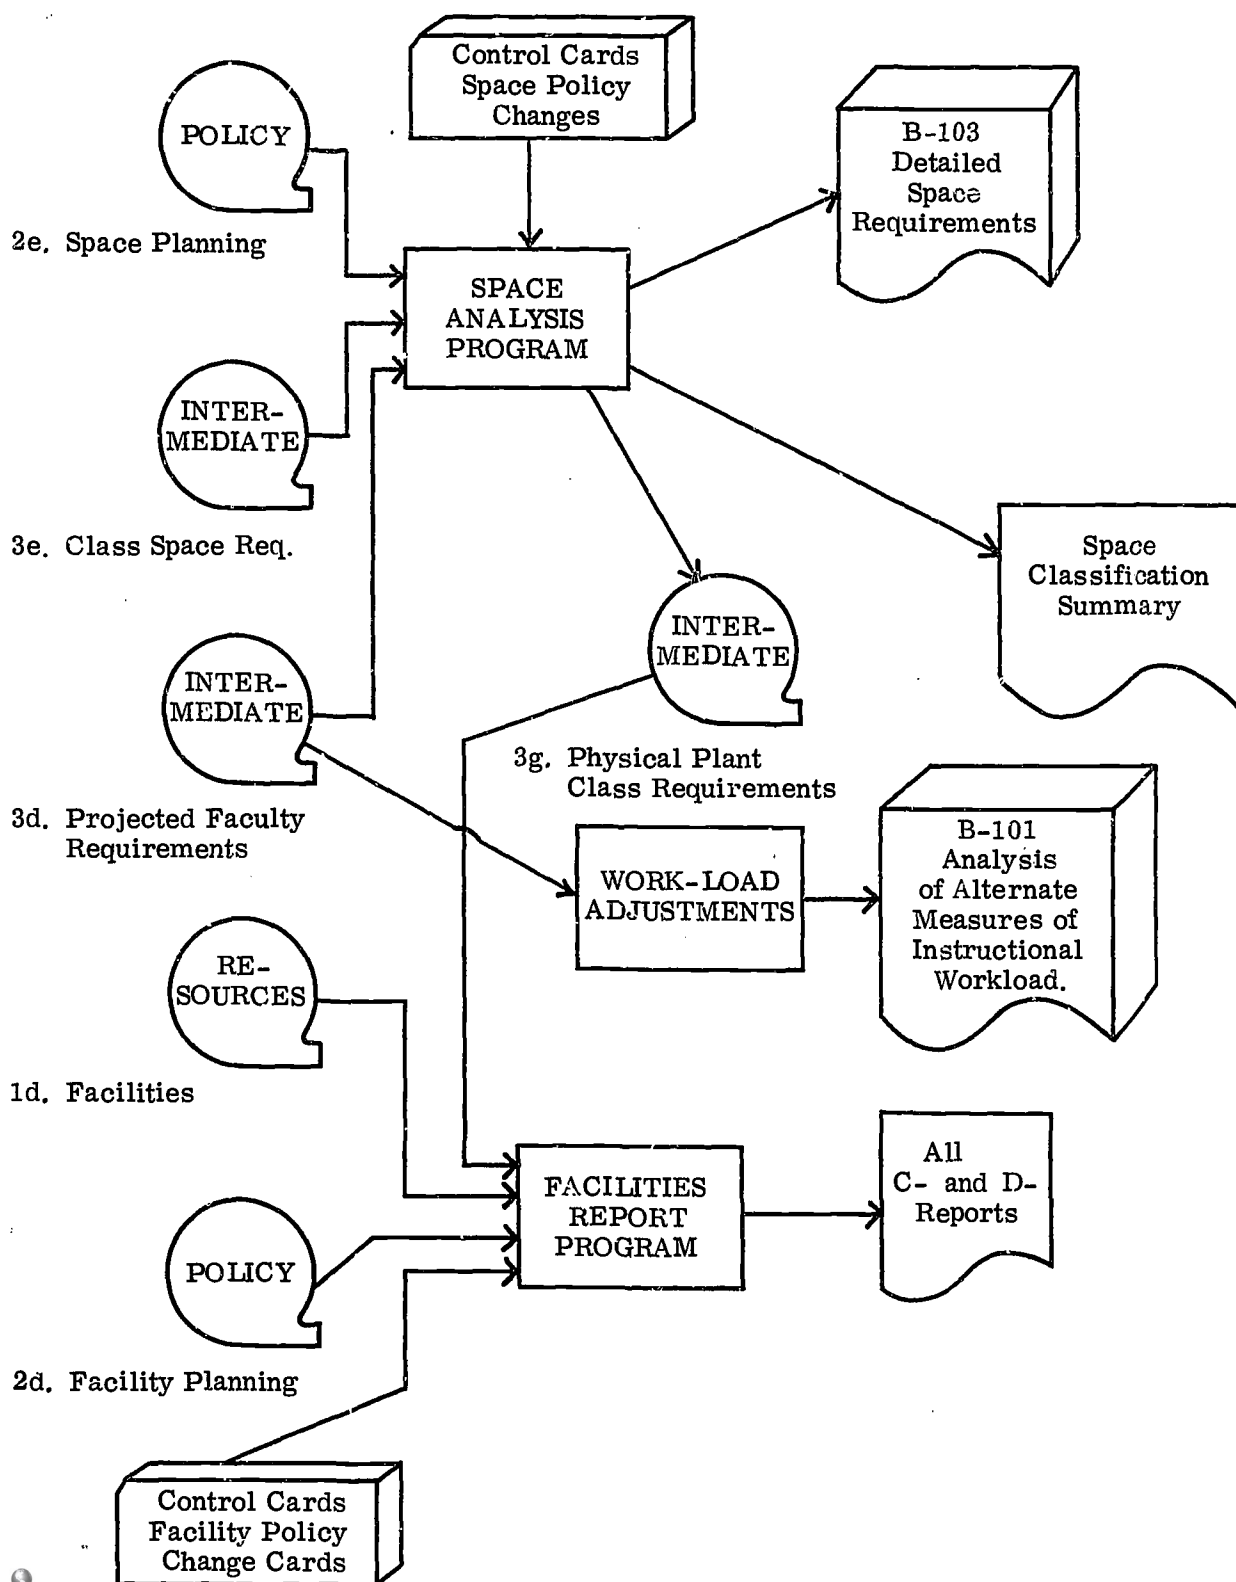 Control Cards
Space Policy
Changes
POLICY
B-103
Detailed
Space
Requirements
2e. Space Planning
SPACE
ANALYSIS
PROGRAM
INTER-
MEDIATE
3e. Class Space Req.
Space
Classification
Summary
INTER-
MEDIATE
INTER-
MEDIATE
3g. Physical Plant
Class Requirements
3d. Projected Faculty
Requirements
B-101
Analysis
of Alternate
Measures of
Instructional
Workload.
WORK-LOAD
ADJUSTMENTS
RE-
SOURCES
1d. Facilities
All
C- and D-
Reports
FACILITIES
REPORT
PROGRAM
POLICY
2d. Facility Planning
Control Cards
Facility Policy
Change Cards